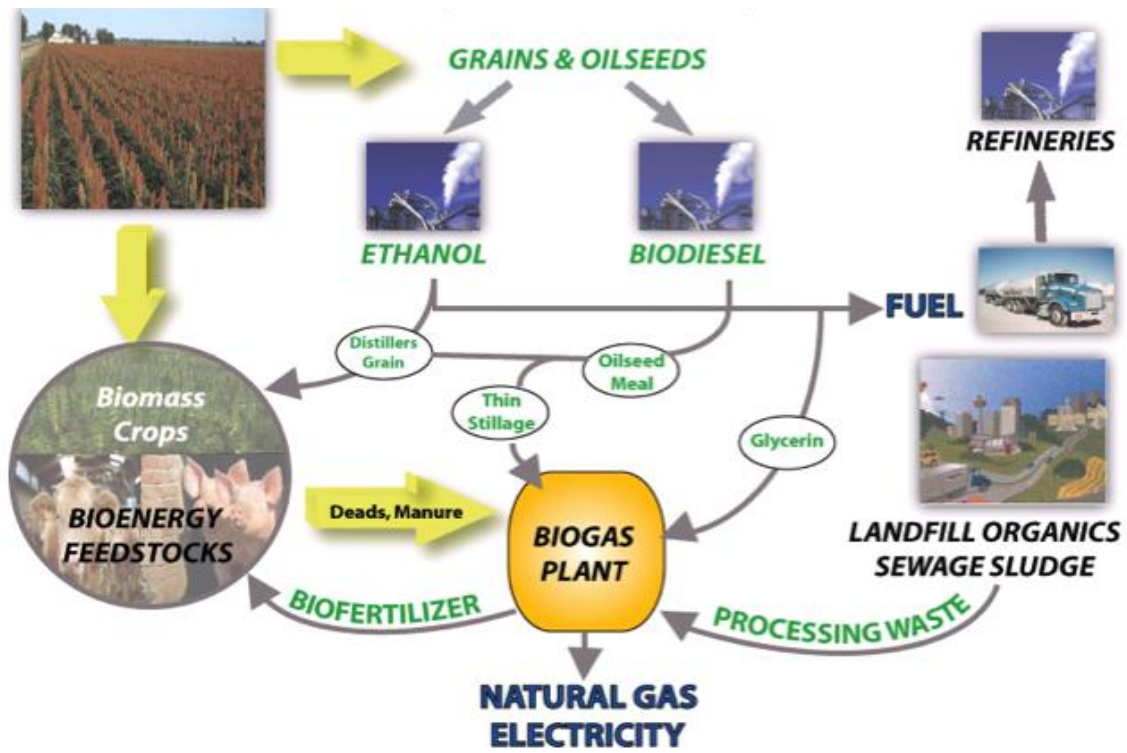 GRAINS & OILSEEDS
REFINERIES
ETHANOL
BIODIESEL
FUEL
Distillers
Grain
Oilseed
Meal
Biomass
Crops
Thin
Stillage
Glycerin
BIOENERGY
FEEDSTOCKS
Deads, Manure
BIOGAS
PLANT
LANDFILL ORGANICS
SEWAGE SLUDGE
BIOFERTILIZER
PROCESSING WASTE
NATURAL GAS
ELECTRICITY